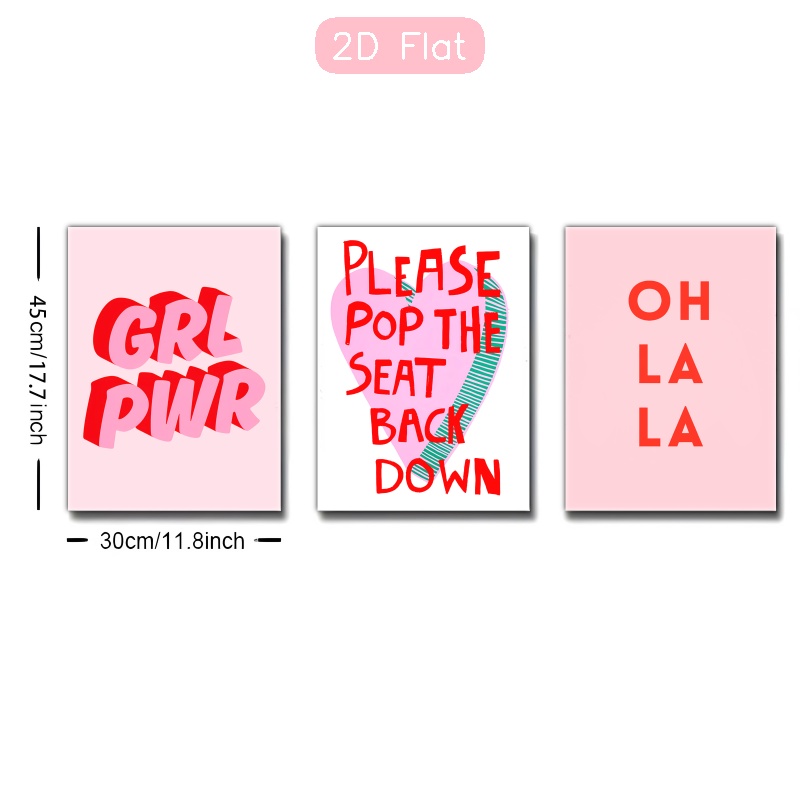 2D Flat
GRL
PWR
PLEASE
POP THE
SEAT
BACK
DOWN
OH
LA
LA
45cm/17.7inch
30cm/11.8inch